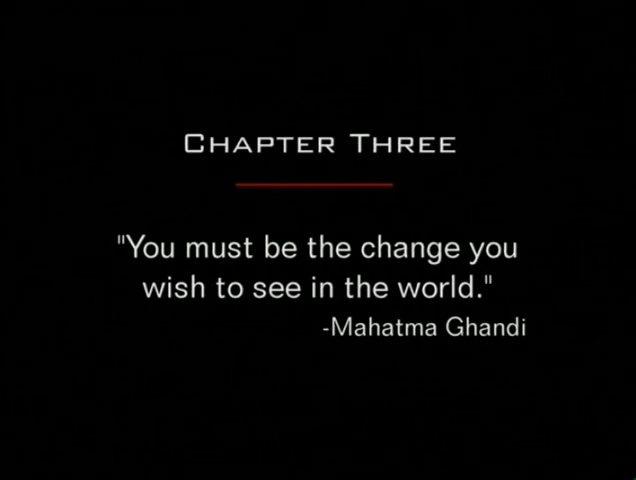 CHAPTER THREE
"You must be the change you
wish to see in the world."
-Mahatma Ghandi